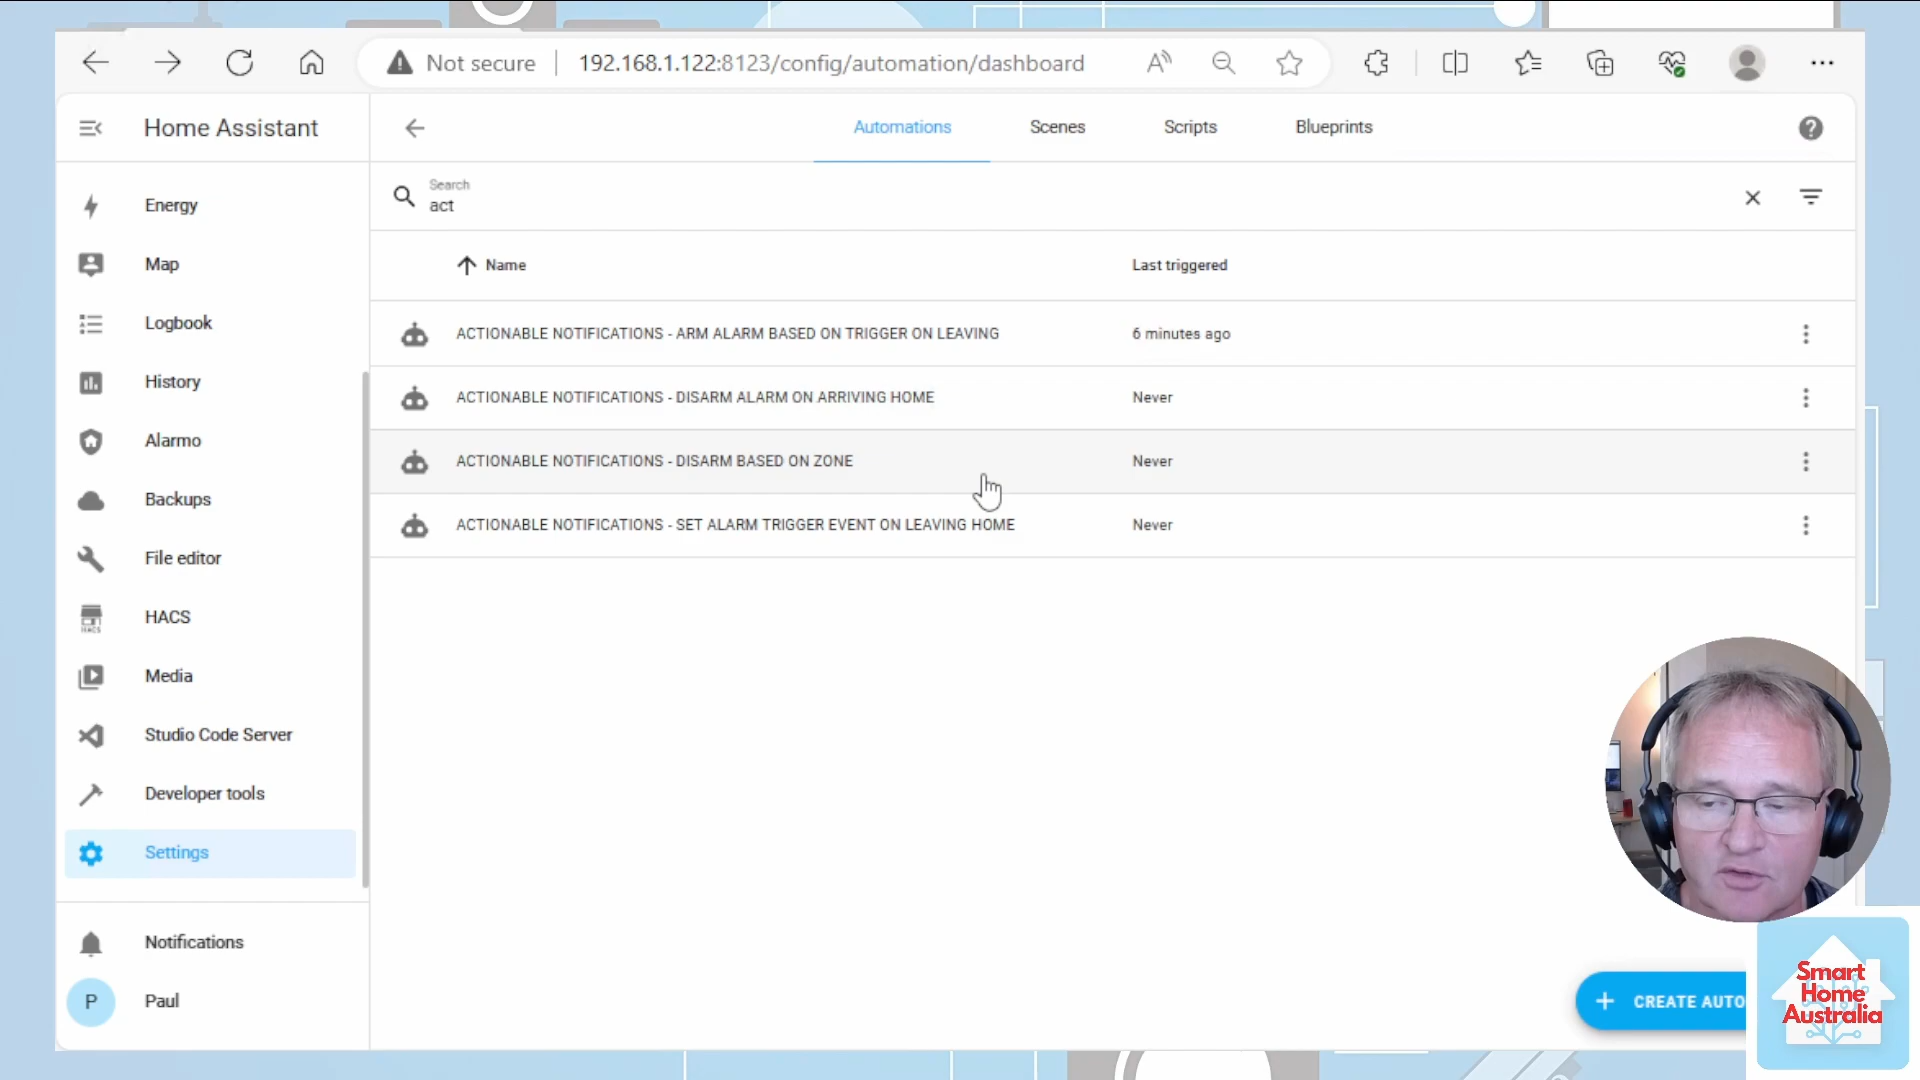 Not secure
192.168.1.122:8123/config/automation/dashboard
Home Assistant
Automations
Scenes
Scripts
Blueprints
Search
act
Energy
Map
Logbook
History
Alarmo
Backups
File editor
HACS
HACS
Media
Studio Code Server
Developer tools
Settings
Notifications
P
Paul
Name
Last triggered
ACTIONABLE NOTIFICATIONS - ARM ALARM BASED ON TRIGGER ON LEAVING
6 minutes ago
ACTIONABLE NOTIFICATIONS - DISARM ALARM ON ARRIVING HOME
Never
ACTIONABLE NOTIFICATIONS - DISARM BASED ON ZONE
Never
ACTIONABLE NOTIFICATIONS - SET ALARM TRIGGER EVENT ON LEAVING HOME
Never
CREATE AUTO
Smart
Home
Australia